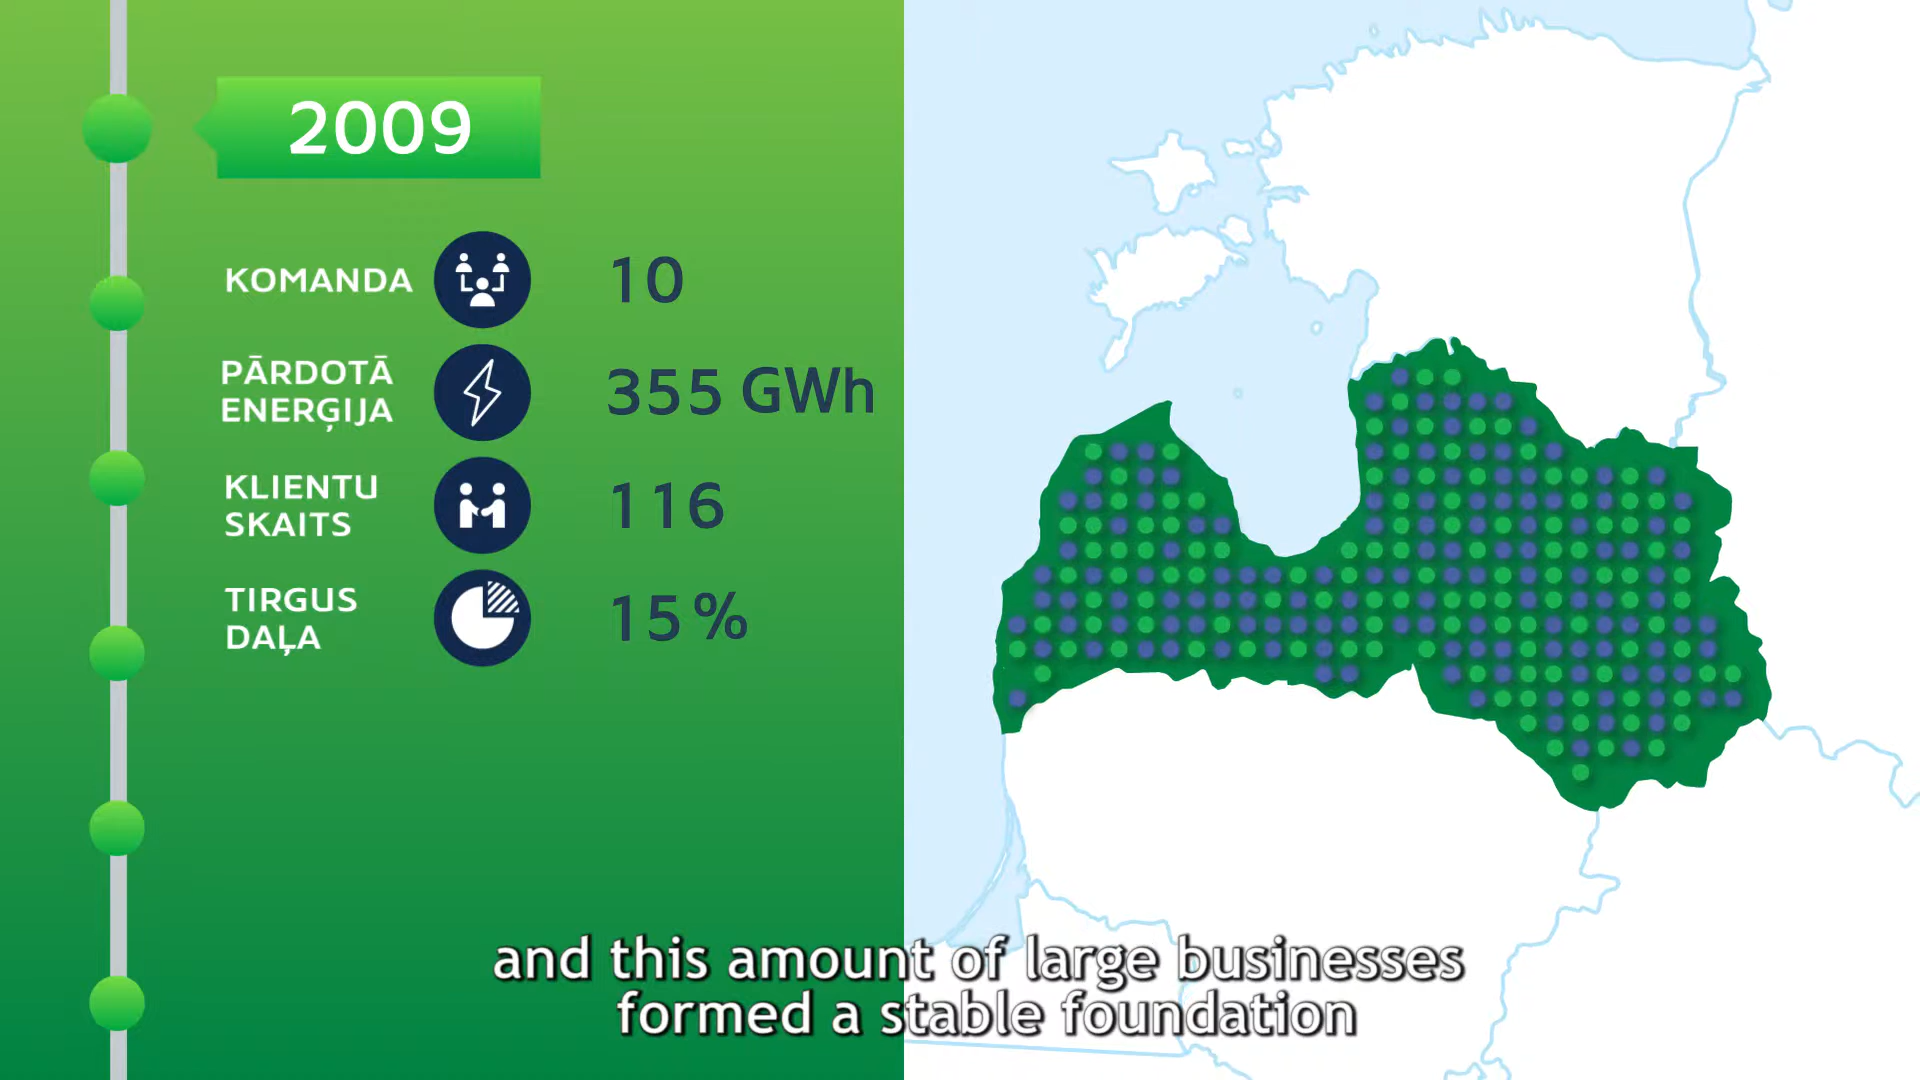 2009
KOMANDA 10
PĀRDOTĀ
ENERĢIJA
355 GWh
KLIENTU
SKAITS
116
TIRGUS
DAĻA
15%
and this amount of large businesses
formed a stable foundation